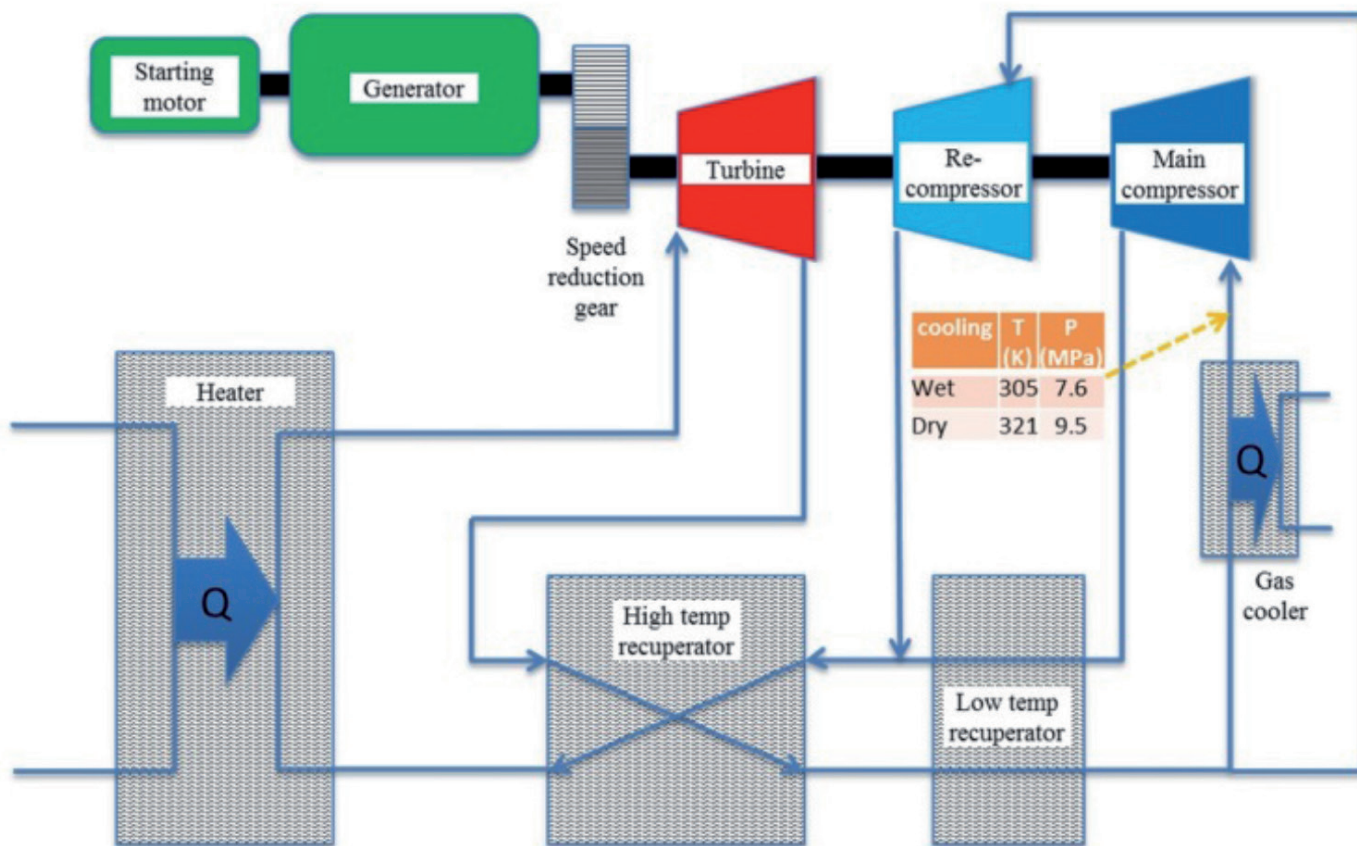 Starting
motor
Generator
Turbine
Re-
compressor
Main
compressor
Speed
reduction
gear
cooling T P
(K) (MPa)
Wet 305 7.6
Dry 321 9.5
Heater
Q
Q
Gas
cooler
High temp
recuperator
Low temp
recuperator